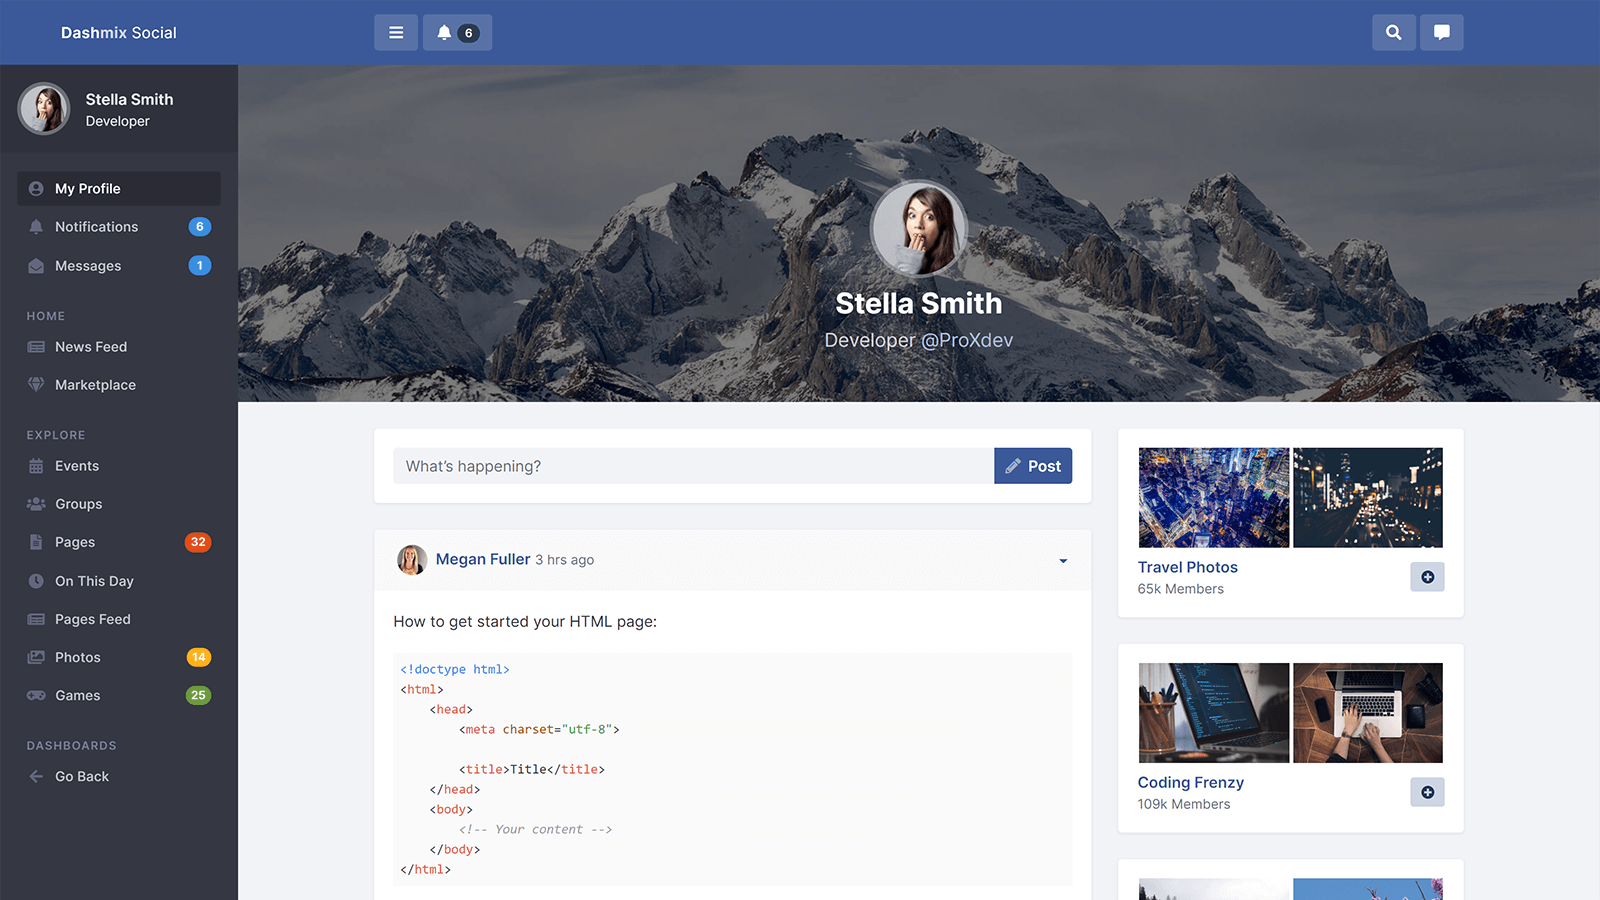 Dashmix Social
6
Stella Smith
Developer
My Profile
Notifications 6
Messages 1
HOME
News Feed
Marketplace
EXPLORE
Events
Groups
Pages 32
On This Day
Pages Feed
Photos 14
Games 25
DASHBOARDS
Go Back
Stella Smith
Developer @ProXdev
What's happening?
Post
Megan Fuller 3 hrs ago
How to get started your HTML page:
<!doctype html>
<html>
<head>
<meta charset="utf-8">
<title>Title</title>
</head>
<body>
<!-- Your content -->
</body>
</html>
Travel Photos
65k Members
Coding Frenzy
109k Members